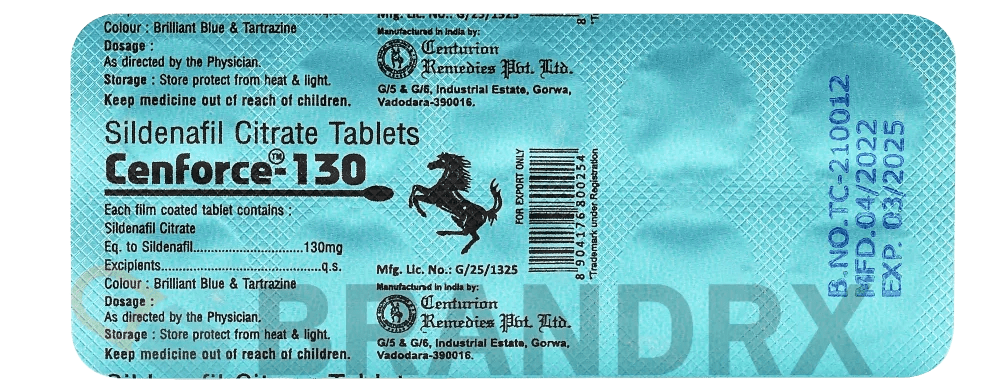 Mfg. Lic. No.: G/25/1325
Colour : Brilliant Blue & Tartrazine
Dosage :
As directed by the Physician.
Storage : Store protect from heat & light.
Keep medicine out of reach of children.
Manufactured in India by:
Centurion
Remedies Pvt. Ltd.
G/5 & G/6, Industrial Estate, Gorwa,
Vadodara-390016.
Sildenafil Citrate Tablets
Cenforce™-130
Each film coated tablet contains :
Sildenafil Citrate
Eq. to Sildenafil..........................130mg
Excipients......................................q.s.
Colour : Brilliant Blue & Tartrazine
Dosage :
As directed by the Physician.
Storage : Store protect from heat & light.
Keep medicine out of reach of children.
Mfg. Lic. No.: G/25/1325
Manufactured in India by:
Centurion
Remedies Pvt. Ltd.
G/5 & G/6, Industrial Estate, Gorwa,
Vadodara-390016.
FOR EXPORT ONLY
8 904176 800254
*Trademark under Registration
B.NO.TC-210012
MFD.04/2022
EXP. 03/2025
BRANDRX